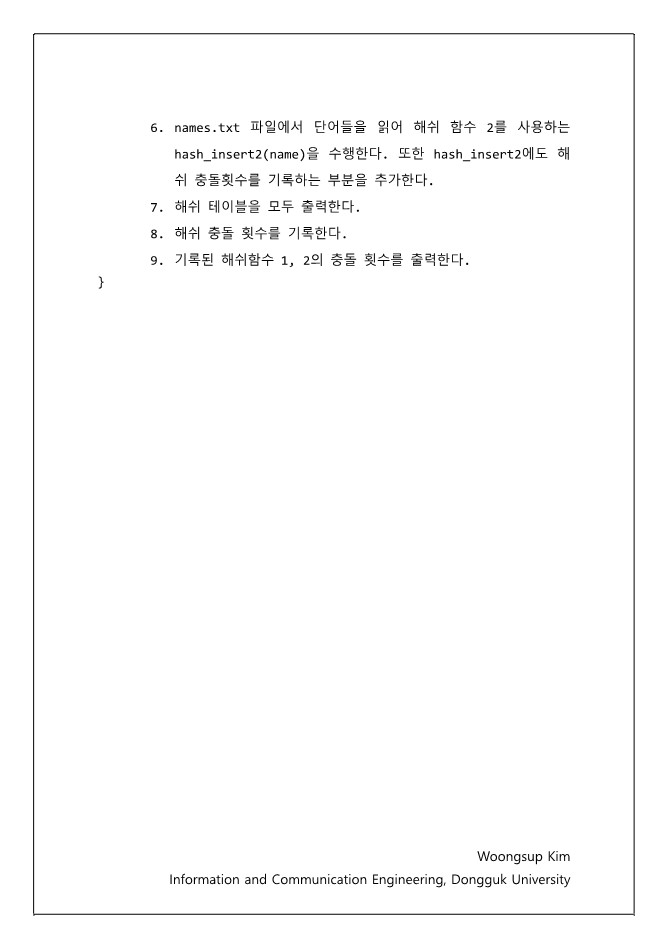 6. names.txt 파일에서 단어들을 읽어 해쉬 함수 2를 사용하는
hash_insert2(name)을 수행한다. 또한 hash_insert2에도 해
쉬 충돌횟수를 기록하는 부분을 추가한다.
7. 해쉬 테이블을 모두 출력한다.
8. 해쉬 충돌 횟수를 기록한다.
9. 기록된 해쉬함수 1, 2의 충돌 횟수를 출력한다.
}
Woongsup Kim
Information and Communication Engineering, Dongguk University